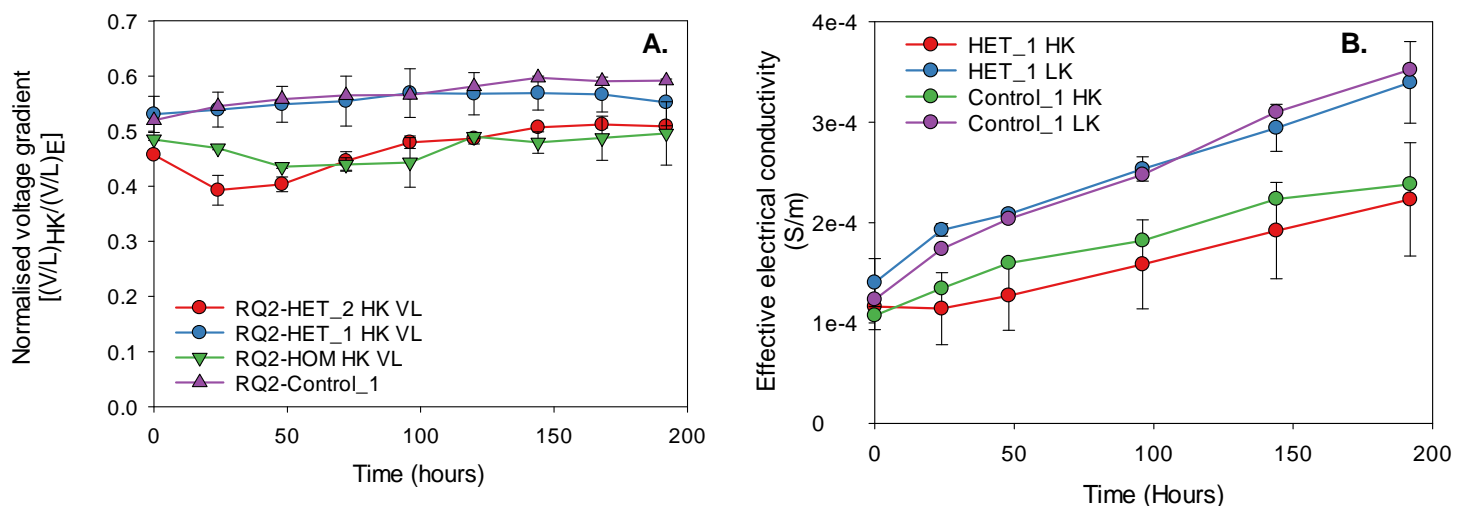 A.
Normalised voltage gradient
[(V/L)HK/(V/L)E]
0.7
0.6
0.5
0.4
0.3
0.2
0.1
0.0
RQ2-HET_2 HK VL
RQ2-HET_1 HK VL
RQ2-HOM HK VL
RQ2-Control_1
0 50 100 150 200
Time (hours)
B.
Effective electrical conductivity
(S/m)
4e-4
3e-4
2e-4
1e-4
0
HET_1 HK
HET_1 LK
Control_1 HK
Control_1 LK
0 50 100 150 200
Time (Hours)